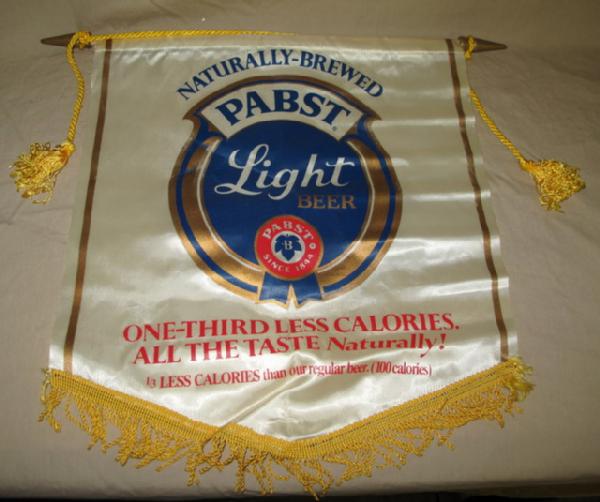 NATURALLY-BREWED
PABST®
Light
BEER
PABST
B
SINCE 1844
ONE-THIRD LESS CALORIES.
ALL THE TASTE Naturally!
⅓ LESS CALORIES than our regular beer. (100 calories)